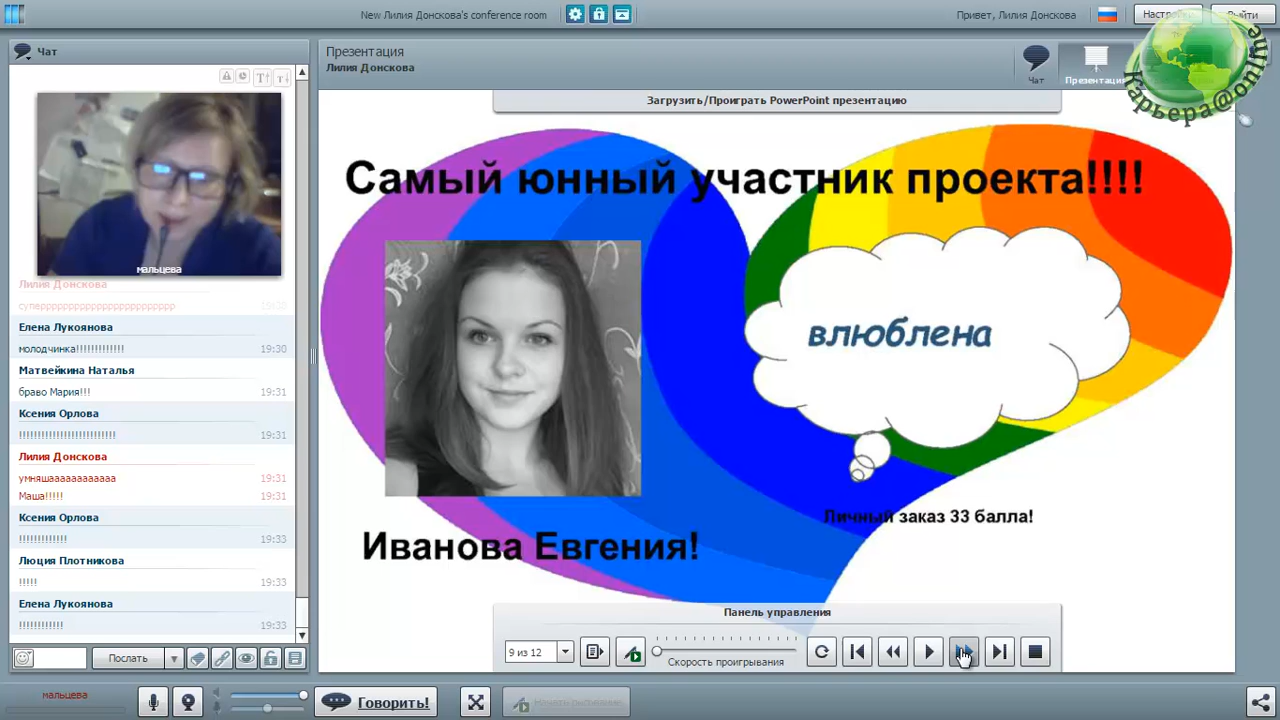 New Лилия Донскова's conference room
Привет, Лилия Донскова
Настройки
Выйти
Чат
Презентация
Лилия Донскова
Чат
Презентация
Карьера@online
Загрузить/Проиграть PowerPoint презентацию
мальцева
Лилия Донскова
Елена Лукоянова
молодчинка!!!!!!!!!!!!! 19:30
Матвейкина Наталья
браво Мария!!! 19:31
Ксения Орлова
!!!!!!!!!!!!!!!!!!!!!!!!!! 19:31
Лилия Донскова
умняшаааааааааааа 19:31
Маша!!!!! 19:31
Ксения Орлова
!!!!!!!!!!!!! 19:33
Люция Плотникова
!!!!! 19:33
Елена Лукоянова
!!!!!!!!!!!! 19:33
Послать
Самый юнный участник проекта!!!!
влюблена
Личный заказ 33 балла!
Иванова Евгения!
Панель управления
9 из 12
Скорость проигрывания
мальцева
Говорить!